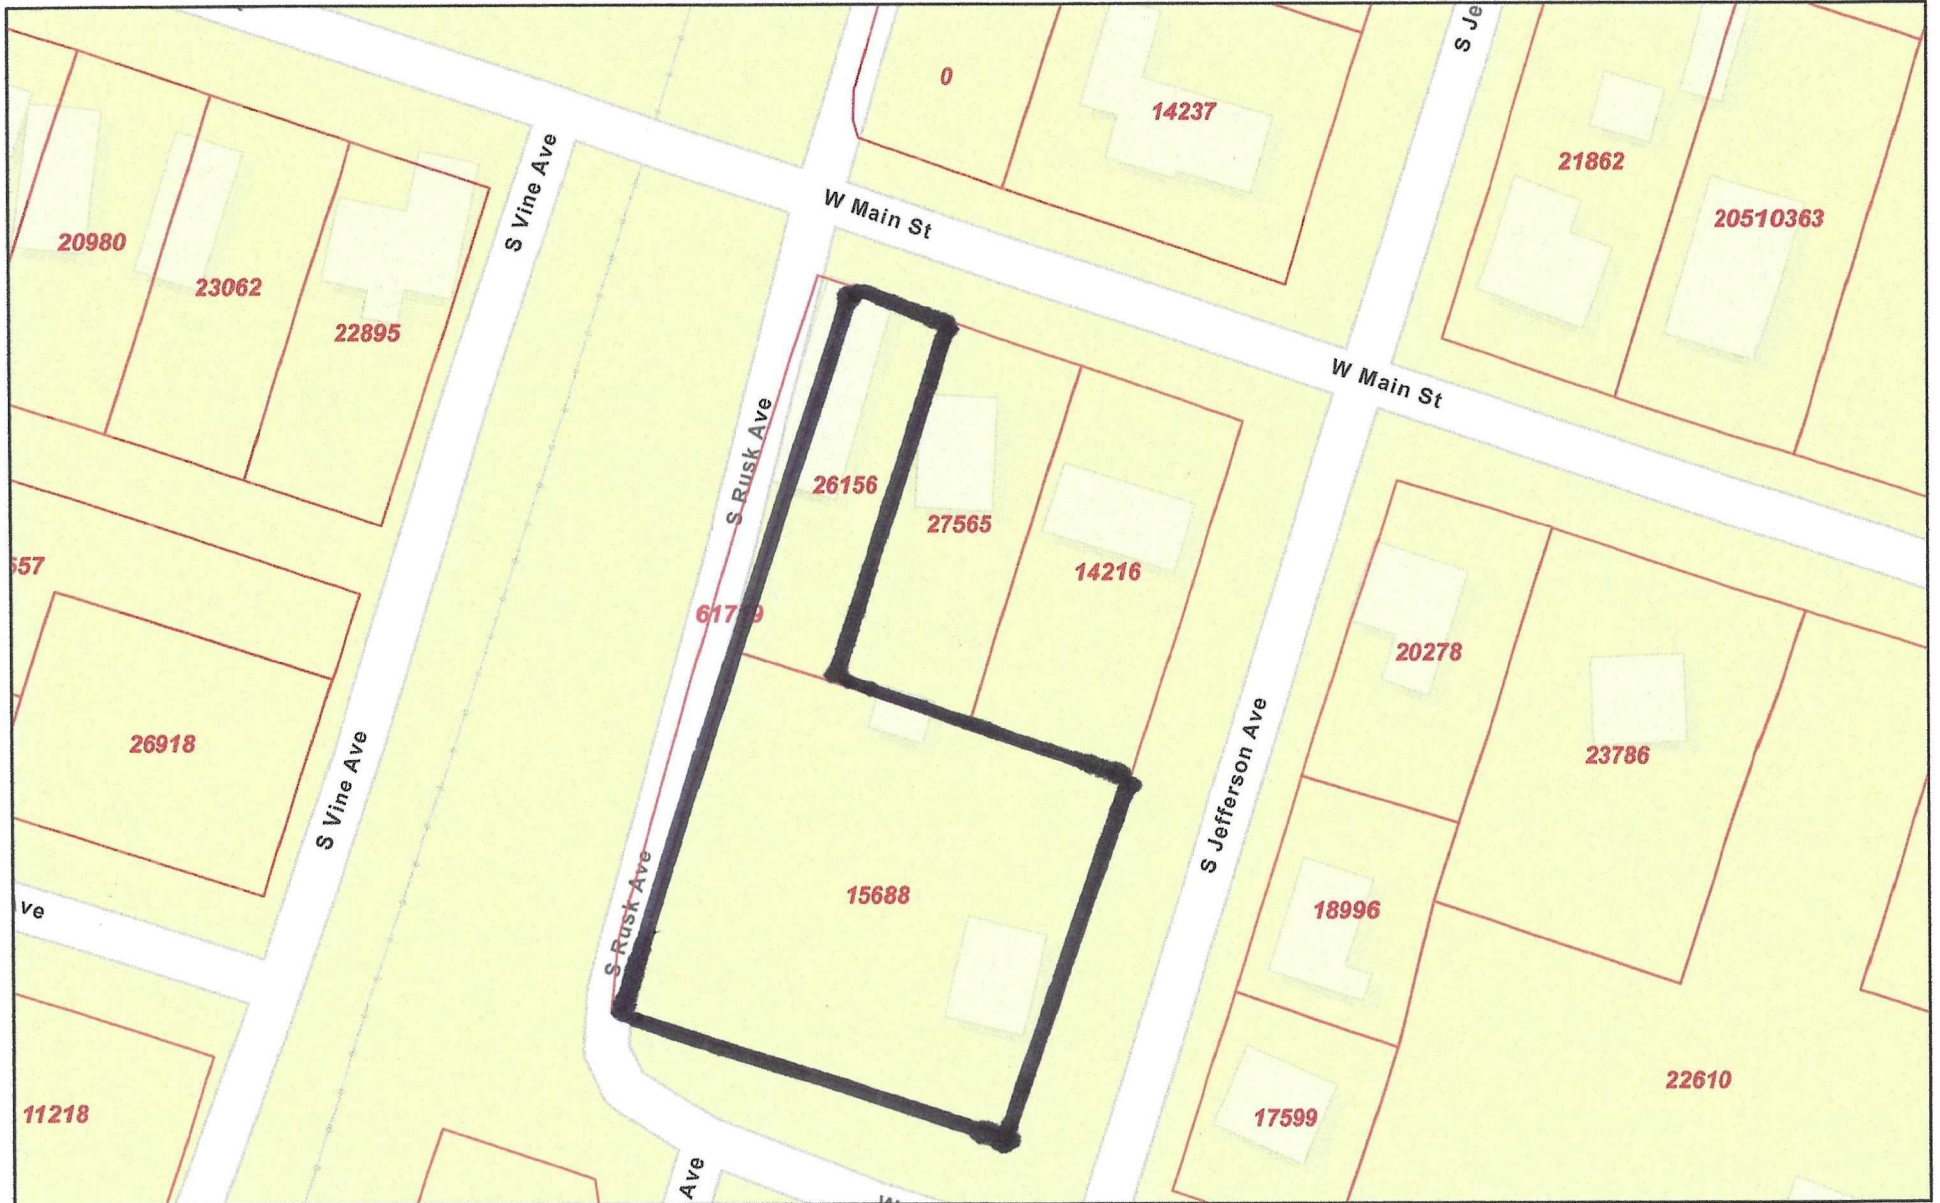 S Je
0
14237
21862
20510363
S Vine Ave
W Main St
20980
23062
22895
W Main St
S Rusk Ave
26156
27565
14216
557
61719
20278
26918
23786
S Vine Ave
S Jefferson Ave
15688
S Rusk Ave
18996
ve
22610
11218
17599
Ave